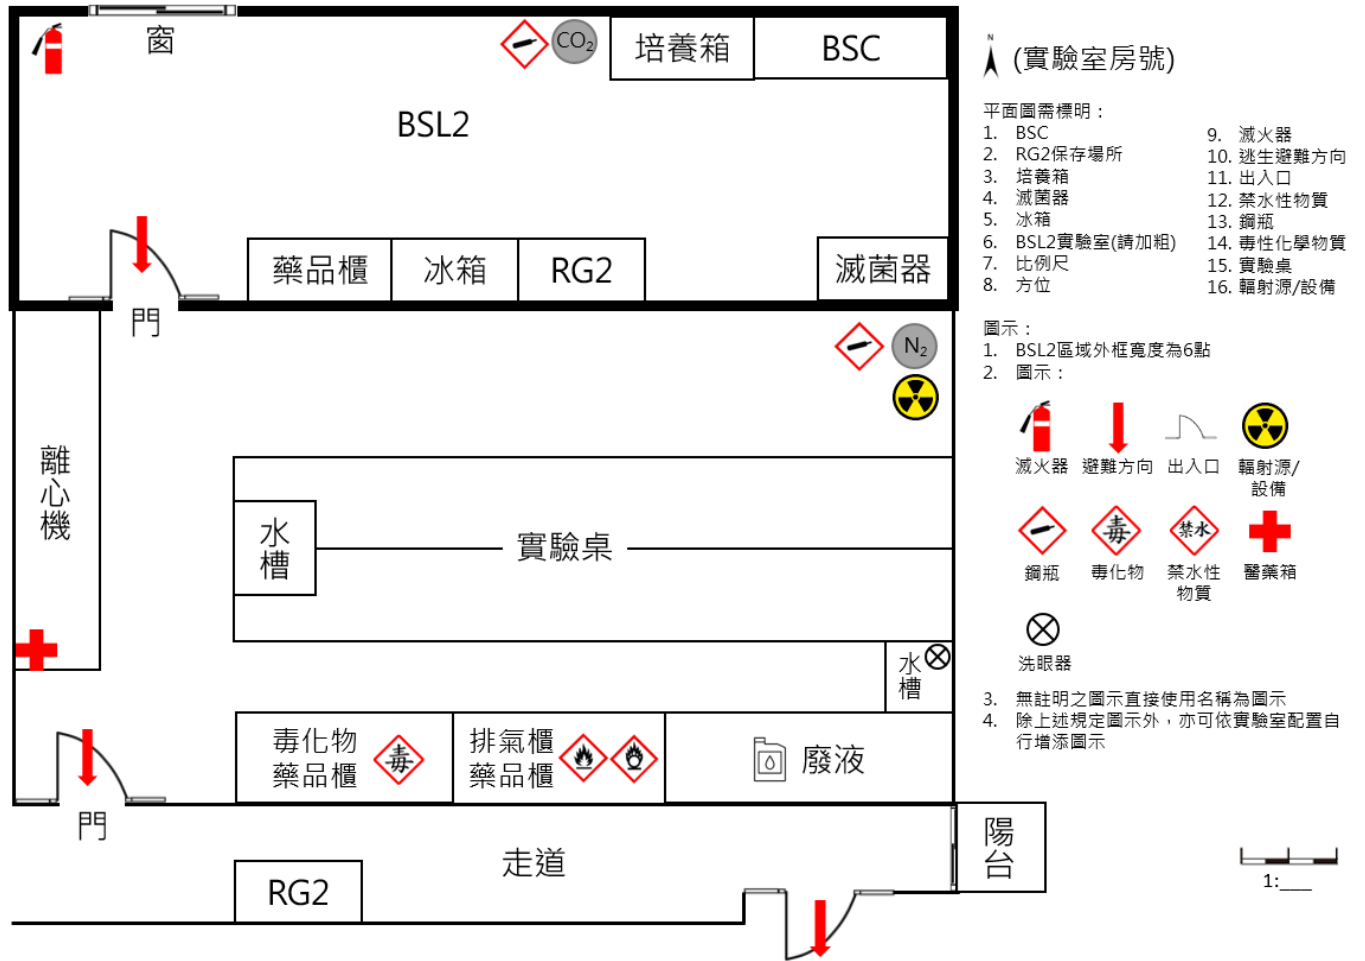 窗
CO₂
培養箱
BSC
BSL2
藥品櫃
冰箱
RG2
滅菌器
門
N₂
離心機
水槽
實驗桌
水槽
毒化物
藥品櫃
毒
排氣櫃
藥品櫃
廢液
門
走道
RG2
陽台
N
(實驗室房號)
平面圖需標明：
1. BSC
2. RG2保存場所
3. 培養箱
4. 滅菌器
5. 冰箱
6. BSL2實驗室(請加粗)
7. 比例尺
8. 方位
9. 滅火器
10. 逃生避難方向
11. 出入口
12. 禁水性物質
13. 鋼瓶
14. 毒性化學物質
15. 實驗桌
16. 輻射源/設備
圖示：
1. BSL2區域外框寬度為6點
2. 圖示：
滅火器
避難方向
出入口
輻射源/
設備
毒
禁水
鋼瓶
毒化物
禁水性
物質
醫藥箱
洗眼器
3. 無註明之圖示直接使用名稱為圖示
4. 除上述規定圖示外，亦可依實驗室配置自
行增添圖示
1:___